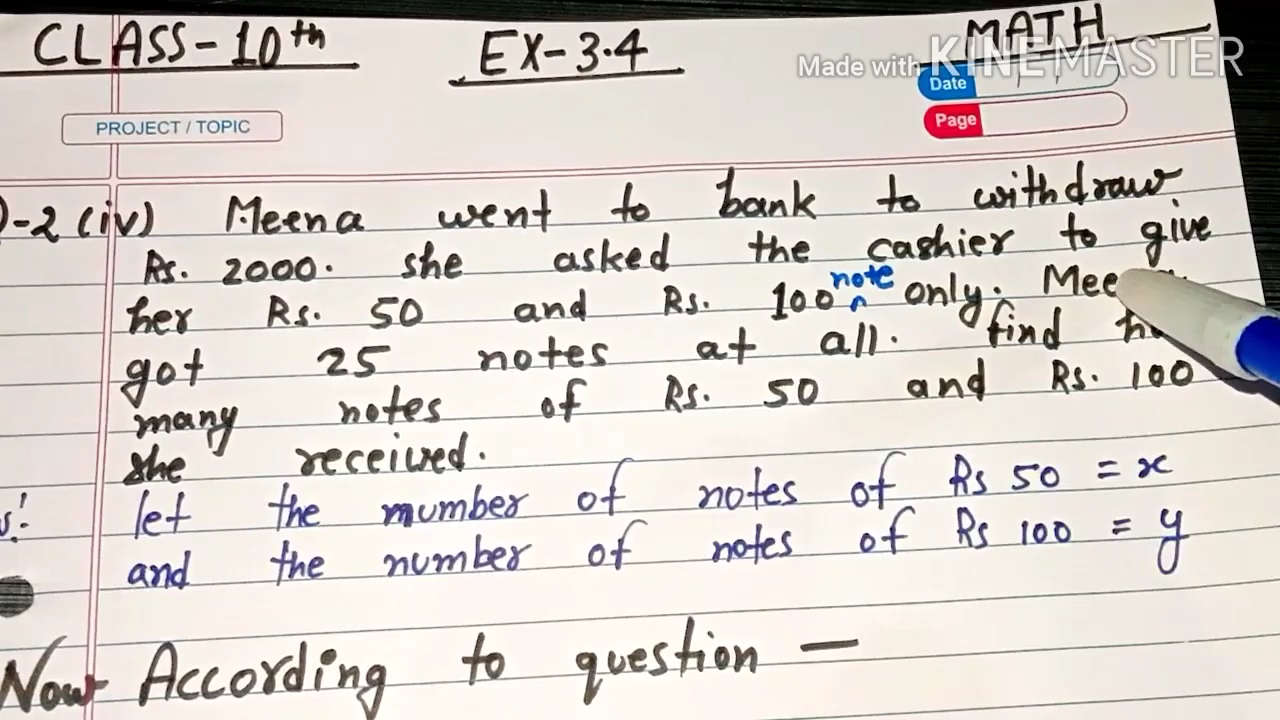 CLASS-10th EX-3.4 MATH
Made with KINEMASTER
Date
PROJECT / TOPIC
Page
-2 (iv) Meena went to bank to withdraw
Rs. 2000. she asked the cashier to give
her Rs. 50 and Rs. 100 note only. Mee
got 25 notes at all. find
many notes of Rs. 50 and Rs. 100
she received.
let the number of notes of Rs 50 = x
and the number of notes of Rs 100 = y
Now According to question —